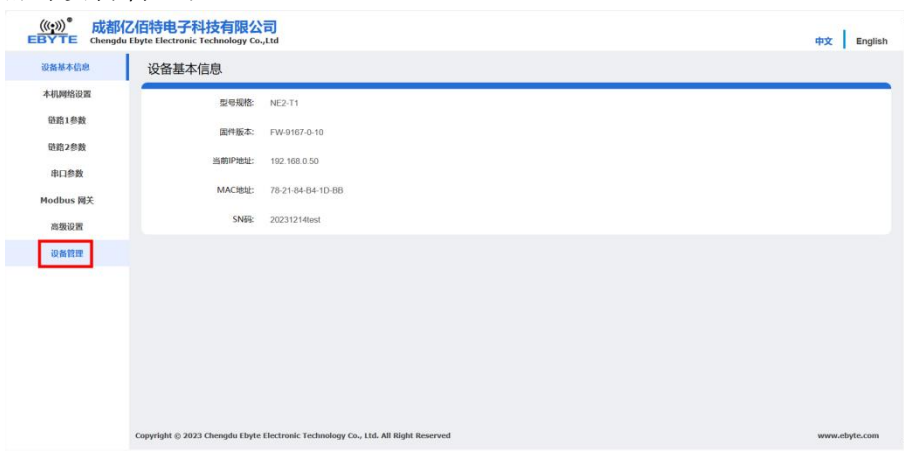 EBYTE
成都亿佰特电子科技有限公司
Chengdu Ebyte Electronic Technology Co.,Ltd
中文 English
设备基本信息
本机网络设置
链路1参数
链路2参数
串口参数
Modbus 网关
高级设置
设备管理
设备基本信息
型号规格: NE2-T1
固件版本: FW-9167-0-10
当前IP地址: 192.168.0.50
MAC地址: 78-21-84-B4-1D-BB
SN码: 20231214test
Copyright © 2023 Chengdu Ebyte Electronic Technology Co., Ltd. All Right Reserved
www.ebyte.com